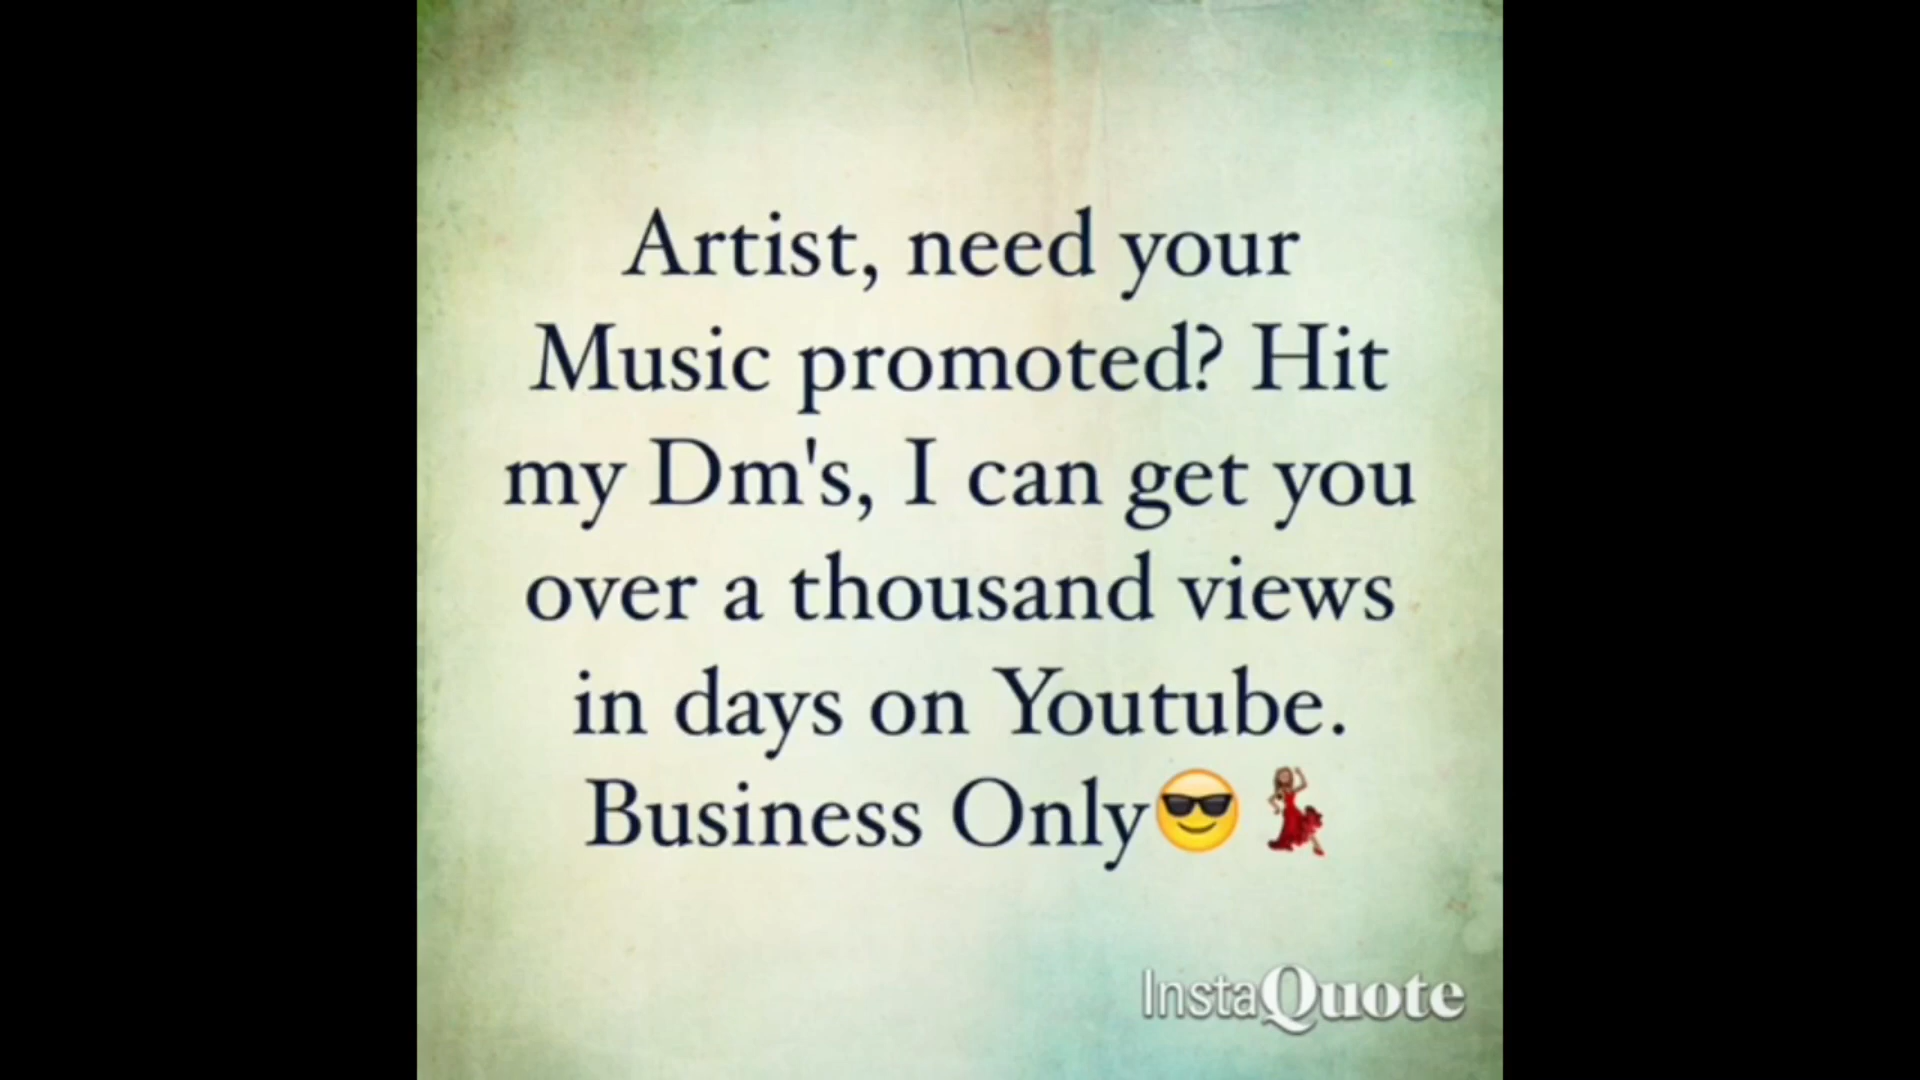 Artist, need your
Music promoted? Hit
my Dm's, I can get you
over a thousand views
in days on Youtube.
Business Only😎💃
InstaQuote